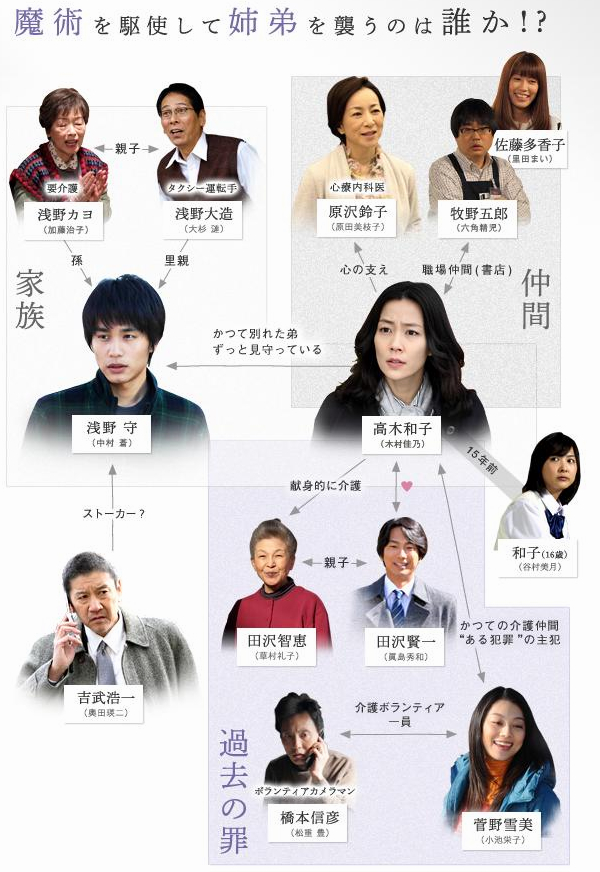 魔術を駆使して姉弟を襲うのは誰か!?
親子
要介護
浅野カヨ
(加藤治子)
タクシー運転手
浅野大造
(大杉 漣)
心療内科医
原沢鈴子
(原田美枝子)
牧野五郎
(六角精児)
佐藤多香子
(里田まい)
孫
里親
心の支え
職場仲間(書店)
家族
仲間
かつて別れた弟
ずっと見守っている
浅野 守
(中村 蒼)
高木和子
(木村佳乃)
15年前
和子(16歳)
(谷村美月)
ストーカー?
献身的に介護
♥
親子
吉武浩一
(奥田瑛二)
田沢智恵
(草村礼子)
田沢賢一
(眞島秀和)
かつての介護仲間
“ある犯罪”の主犯
過去の罪
介護ボランティア
一員
ボランティアカメラマン
橋本信彦
(松重 豊)
菅野雪美
(小池栄子)